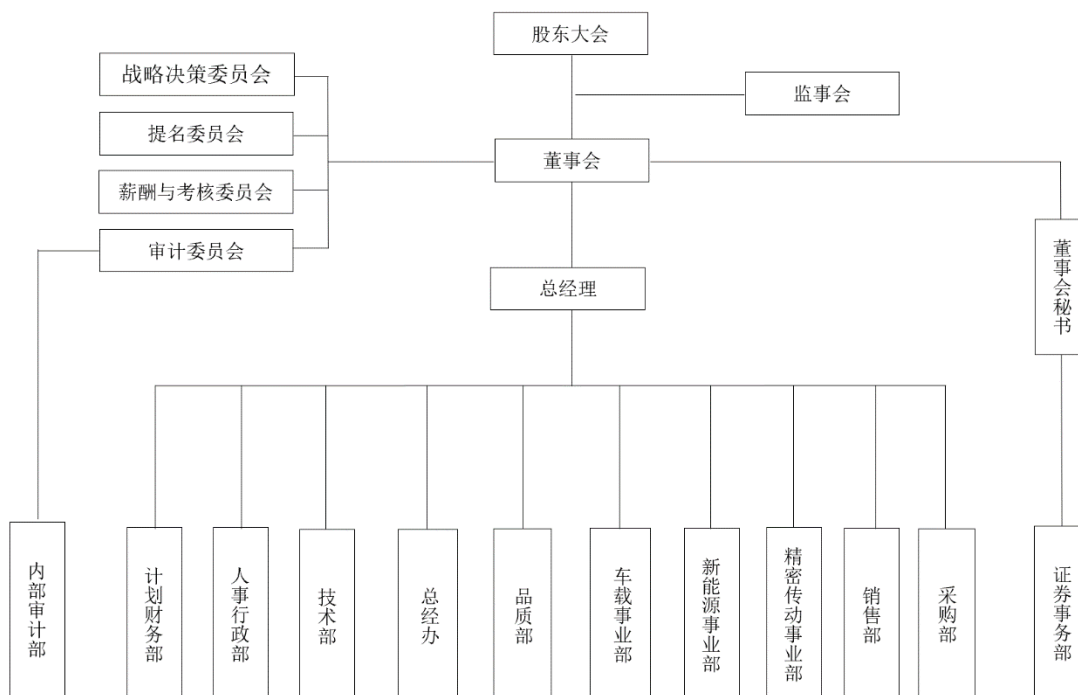 股东大会
战略决策委员会
监事会
提名委员会
董事会
薪酬与考核委员会
审计委员会
总经理
董事会秘书
内部审计部
计划财务部
人事行政部
技术部
总经办
品质部
车载事业部
新能源事业部
精密传动事业部
销售部
采购部
证券事务部